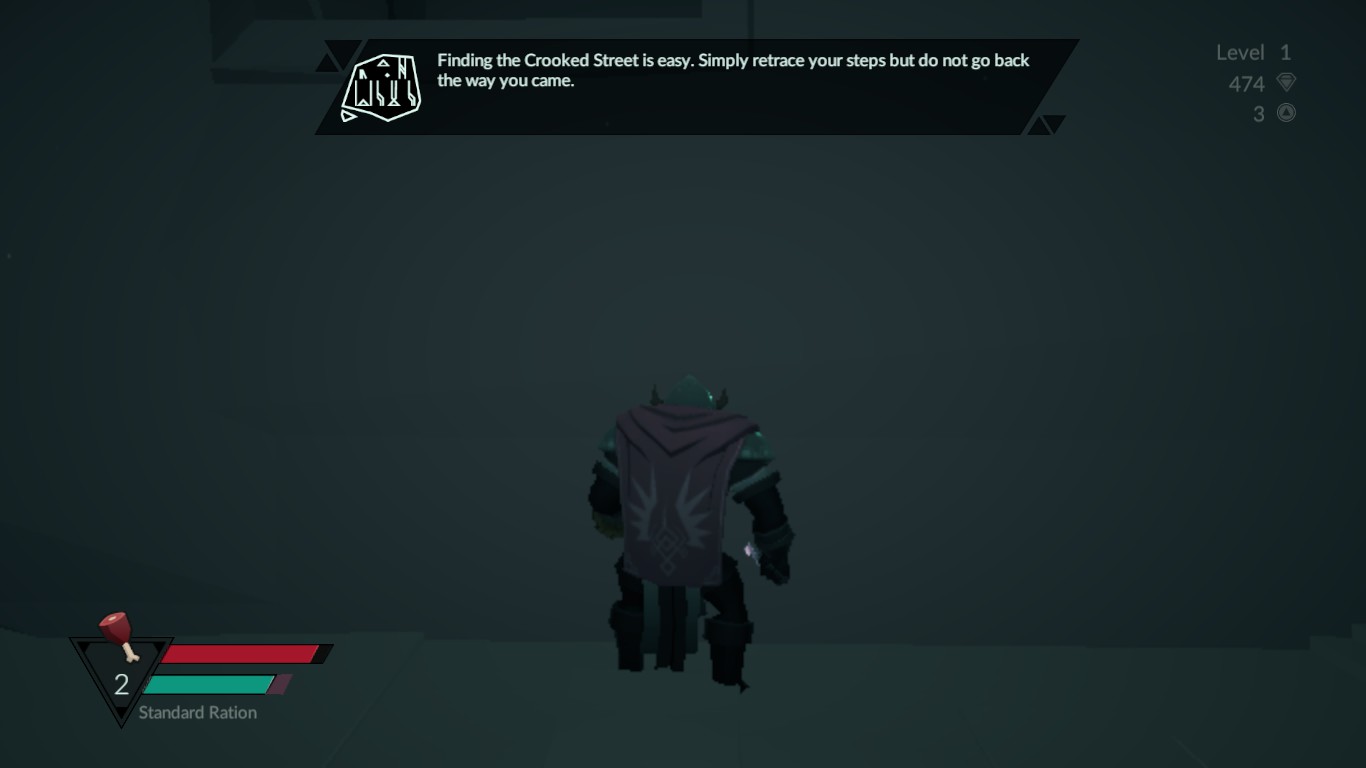 Finding the Crooked Street is easy. Simply retrace your steps but do not go back
the way you came.
Level 1
474
3
2
Standard Ration